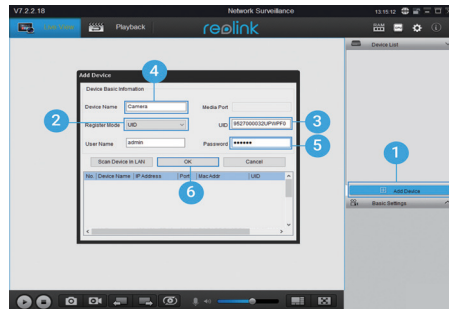 V7.2.2.18 Network Surveillance 13:15:12
Live View Playback reolink
Device List
Add Device
Device Basic Information
4
Device Name Camera Media Port
2 Register Mode UID UID 9527000032UPWPF0 3
User Name admin Password ●●●●●● 5
1
Scan Device In LAN OK Cancel
6
No. Device Name IP Address Port Mac Addr UID
Add Device
Basic Settings